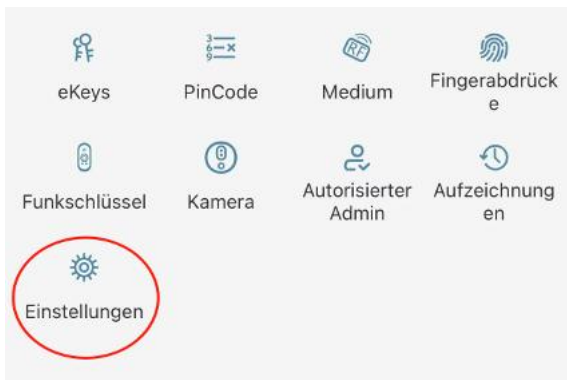 eKeys
PinCode
Medium
Fingerabdrück
e
Funkschlüssel
Kamera
Autorisierter
Admin
Aufzeichnung
en
Einstellungen